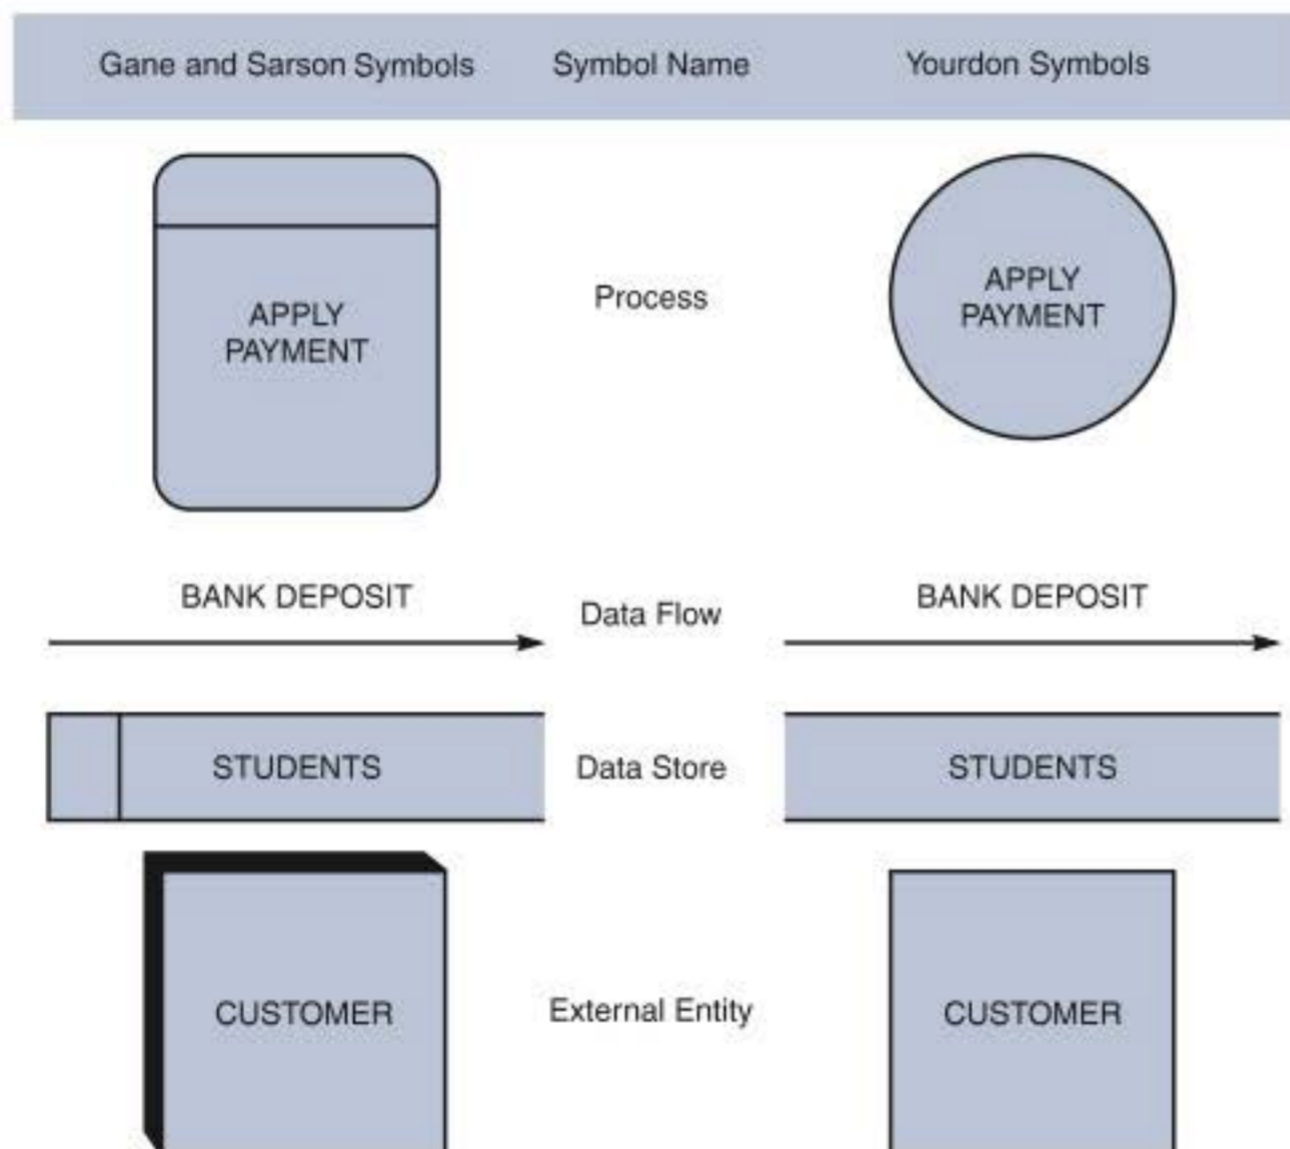 Gane and Sarson Symbols Symbol Name Yourdon Symbols
APPLY
PAYMENT
Process
APPLY
PAYMENT
BANK DEPOSIT
Data Flow
BANK DEPOSIT
STUDENTS Data Store STUDENTS
CUSTOMER External Entity CUSTOMER